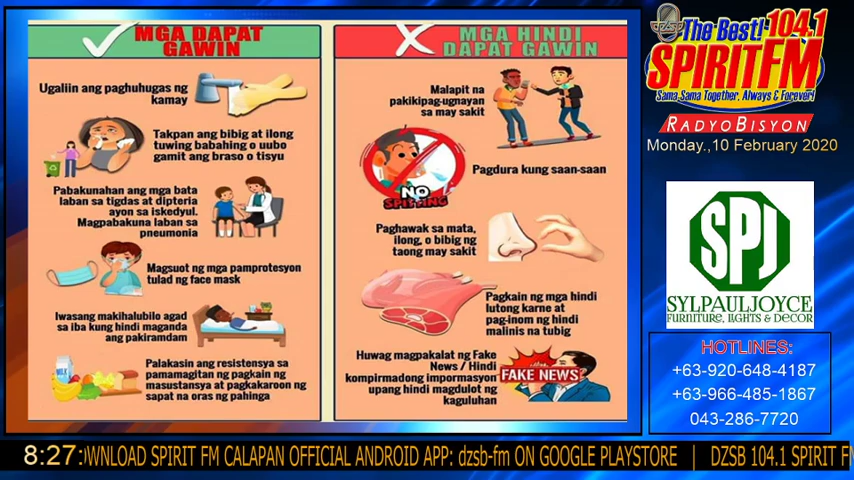 MGA DAPAT
GAWIN
Ugaliin ang paghuhugas ng
kamay
Takpan ang bibig at ilong
tuwing babahing o uubo
gamit ang braso o tisyu
Pabakunahan ang mga bata
laban sa tigdas at dipteria
ayon sa iskedyul.
Magpabakuna laban sa
pneumonia
Magsuot ng mga pamprotesyon
tulad ng face mask
Iwasang makihalubilo agad
sa iba kung hindi maganda
ang pakiramdam
MILK
Palakasin ang resistensya sa
pamamagitan ng pagkain ng
masustansya at pagkakaroon ng
sapat na oras ng pahinga
MGA HINDI
DAPAT GAWIN
Malapit na
pakikipag-ugnayan
sa may sakit
NO
SPITTING
Pagdura kung saan-saan
Paghawak sa mata,
ilong, o bibig ng
taong may sakit
Pagkain ng mga hindi
lutong karne at
pag-inom ng hindi
malinis na tubig
Huwag magpakalat ng Fake
News / Hindi
kompirmadong impormasyon
upang hindi magdulot ng
kaguluhan
FAKE NEWS
The Best! 104.1
SPIRIT FM
Sama Sama Together, Always & Forever!
RADYOBISYON
Monday.,10 February 2020
SPJ
SYLPAULJOYCE
FURNITURE, LIGHTS & DECOR
HOTLINES:
+63-920-648-4187
+63-966-485-1867
043-286-7720
8:27: OWNLOAD SPIRIT FM CALAPAN OFFICIAL ANDROID APP: dzsb-fm ON GOOGLE PLAYSTORE | DZSB 104.1 SPIRIT F